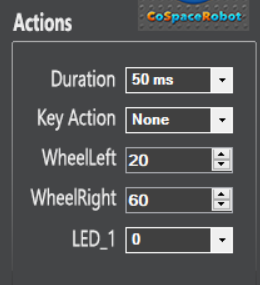 CoSpaceRobot
Actions
Duration 50 ms
Key Action None
WheelLeft 20
WheelRight 60
LED_1 0